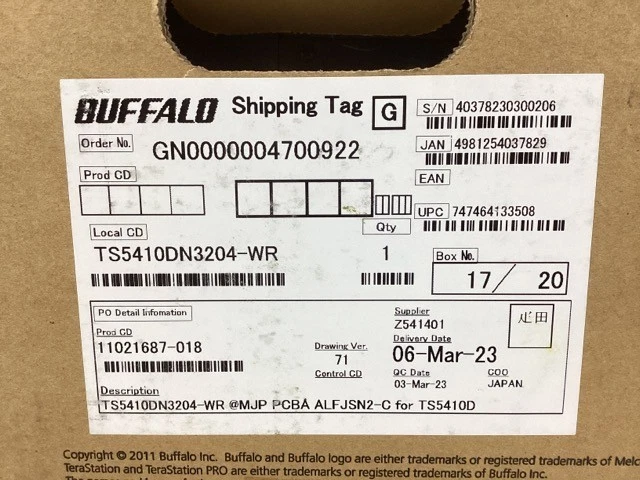 BUFFALO Shipping Tag G
S/N 40378230300206
Order No. GN0000004700922
JAN 4981254037829
Prod CD
EAN
UPC 747464133508
Local CD
Qty
TS5410DN3204-WR 1
Box No.
17/ 20
PO Detail Infomation
Supplier
Z541401
疋田
Prod CD
11021687-018
Drawing Ver.
71
Control CD
Delivery Date
06-Mar-23
QC Date
03-Mar-23
COO
JAPAN
Description
TS5410DN3204-WR @MJP PCBA ALFJSN2-C for TS5410D
Copyright © 2011 Buffalo Inc. Buffalo and Buffalo logo are either trademarks or registered trademarks of Melc
TeraStation and TeraStation PRO are either trademarks or registered trademarks of Buffalo Inc.